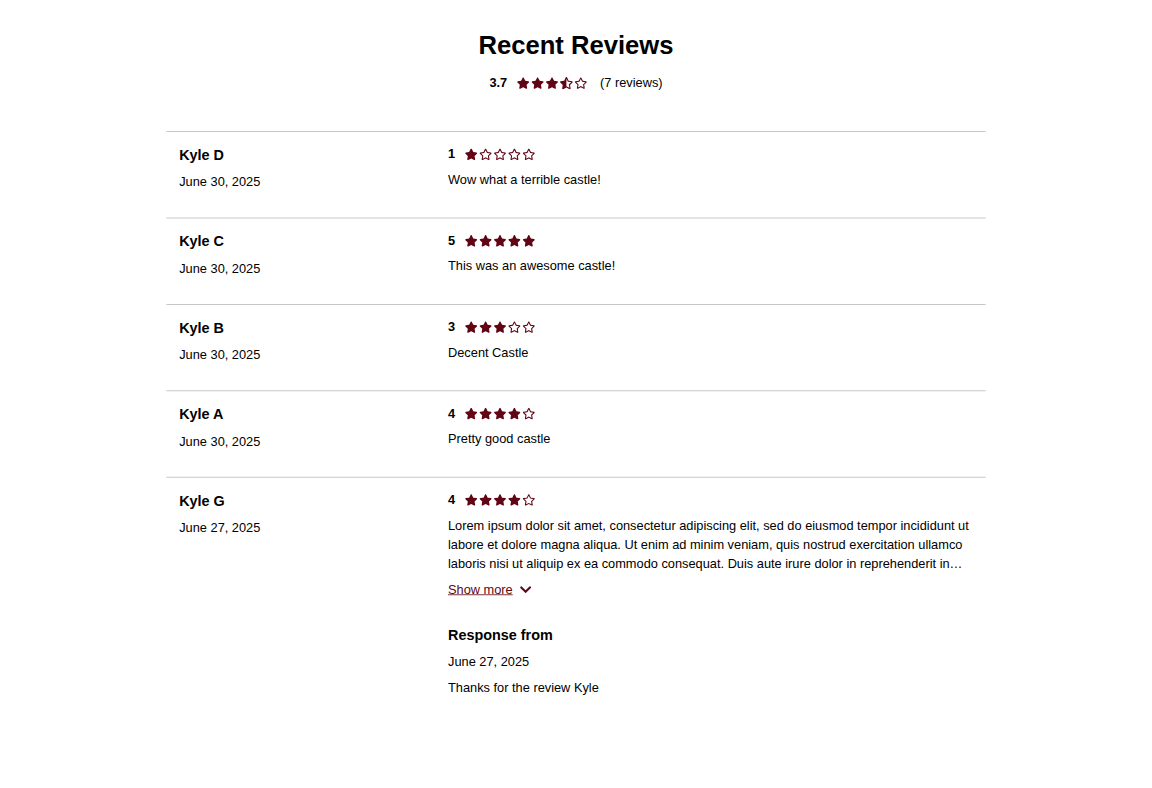 Recent Reviews
3.7 (7 reviews)
Kyle D
June 30, 2025
1
Wow what a terrible castle!
Kyle C
June 30, 2025
5
This was an awesome castle!
Kyle B
June 30, 2025
3
Decent Castle
Kyle A
June 30, 2025
4
Pretty good castle
Kyle G
June 27, 2025
4
Lorem ipsum dolor sit amet, consectetur adipiscing elit, sed do eiusmod tempor incididunt ut
labore et dolore magna aliqua. Ut enim ad minim veniam, quis nostrud exercitation ullamco
laboris nisi ut aliquip ex ea commodo consequat. Duis aute irure dolor in reprehenderit in…
Show more
Response from
June 27, 2025
Thanks for the review Kyle